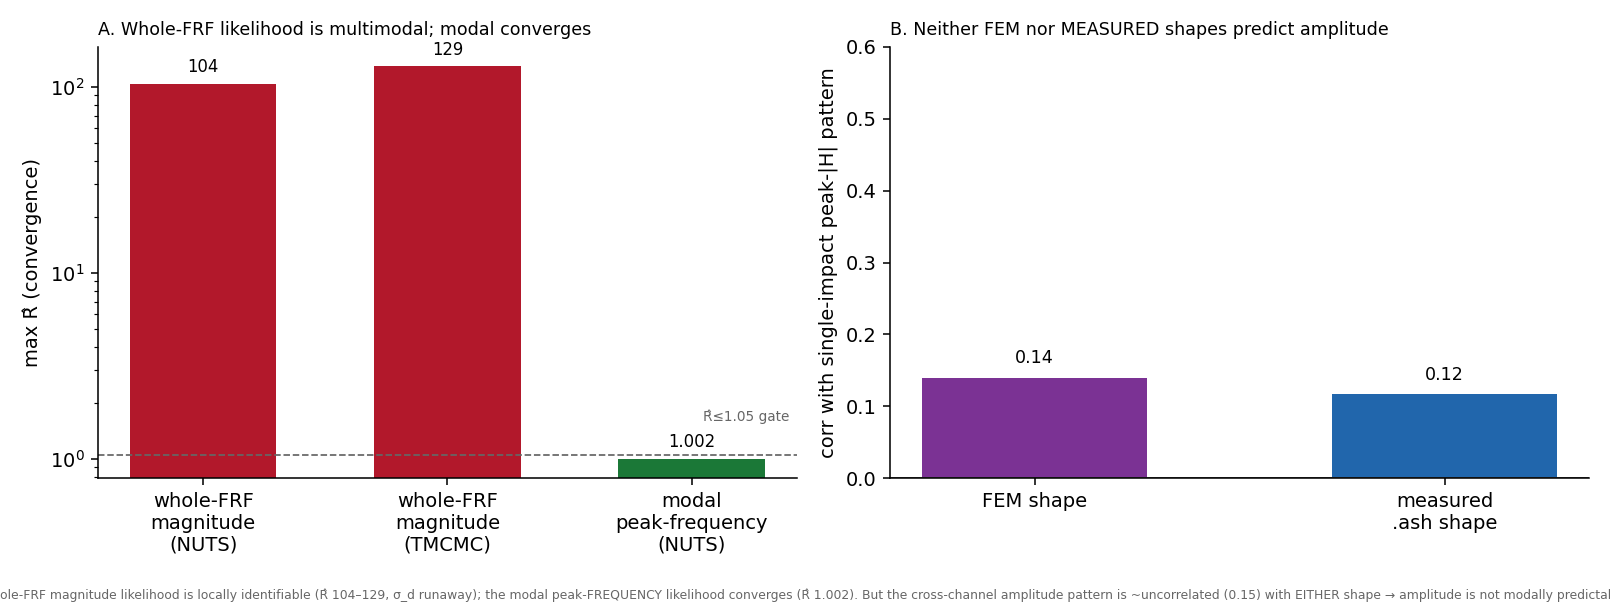 A. Whole-FRF likelihood is multimodal; modal converges
max R̂ (convergence)
10²
10¹
10⁰
104
129
1.002
R̂≤1.05 gate
whole-FRF
magnitude
(NUTS)
whole-FRF
magnitude
(TMCMC)
modal
peak-frequency
(NUTS)
B. Neither FEM nor MEASURED shapes predict amplitude
corr with single-impact peak-|H| pattern
0.6
0.5
0.4
0.3
0.2
0.1
0.0
0.14
0.12
FEM shape
measured
.ash shape
ole-FRF magnitude likelihood is locally identifiable (R̂ 104–129, σ_d runaway); the modal peak-FREQUENCY likelihood converges (R̂ 1.002). But the cross-channel amplitude pattern is ~uncorrelated (0.15) with EITHER shape → amplitude is not modally predictal